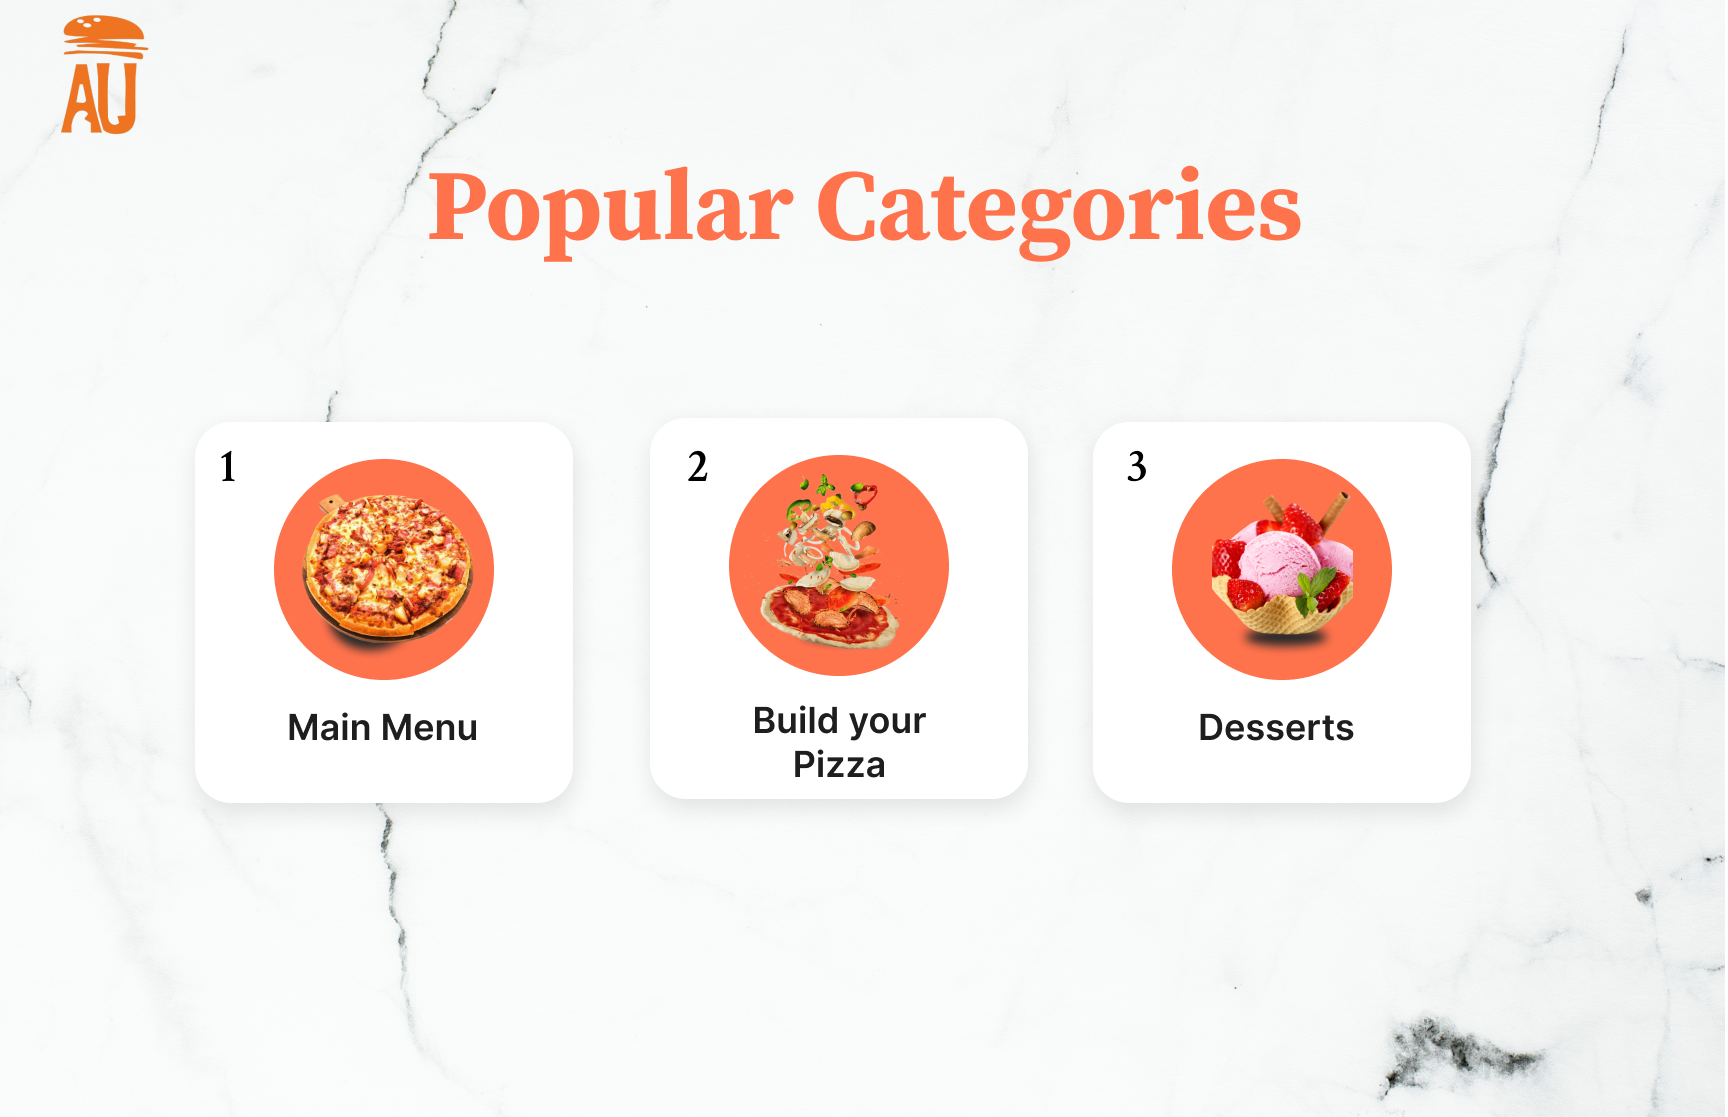 AU
Popular Categories
1
2
3
Main Menu
Build your
Pizza
Desserts